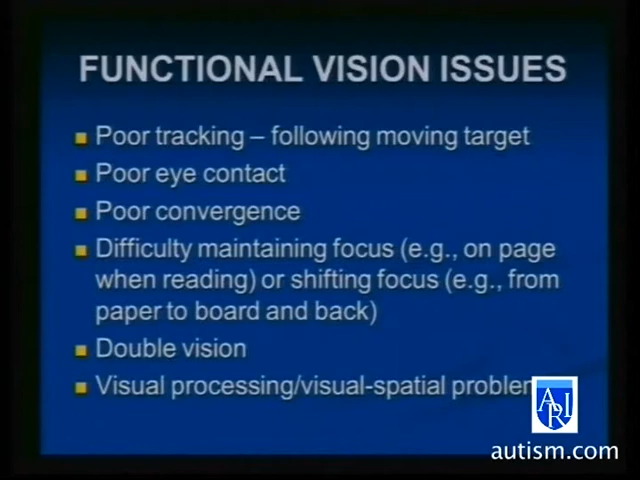 FUNCTIONAL VISION ISSUES
Poor tracking – following moving target
Poor eye contact
Poor convergence
Difficulty maintaining focus (e.g., on page
when reading) or shifting focus (e.g., from
paper to board and back)
Double vision
Visual processing/visual-spatial
ARI
autism.com